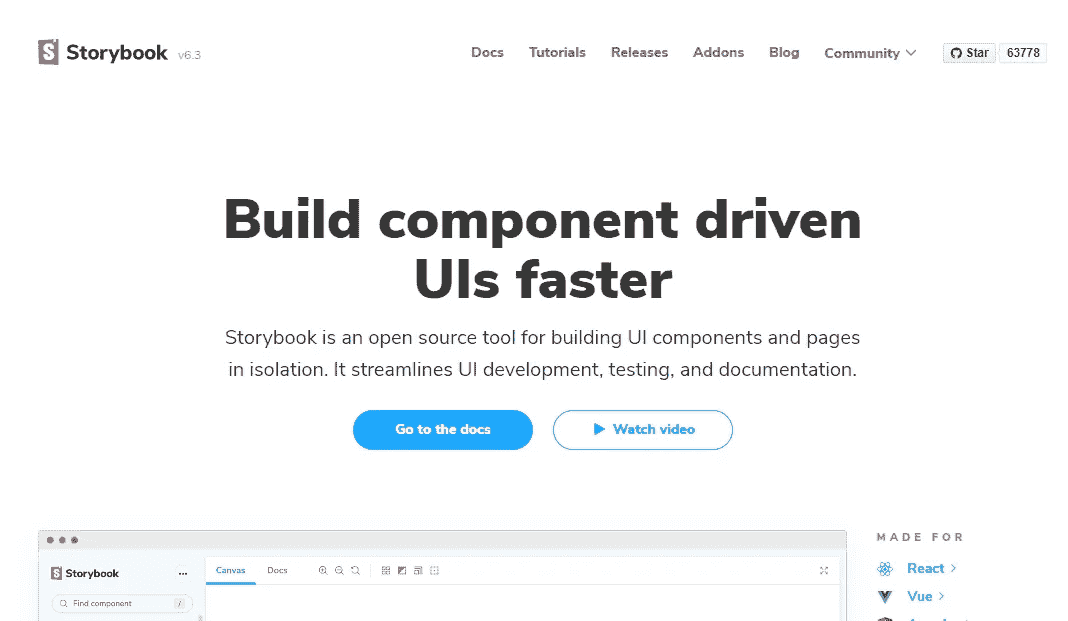 Storybook v6.3
Docs Tutorials Releases Addons Blog Community Star 63778
Build component driven
UIs faster
Storybook is an open source tool for building UI components and pages
in isolation. It streamlines UI development, testing, and documentation.
Go to the docs
Watch video
Storybook
Canvas Docs
Find component /
MADE FOR
React
Vue